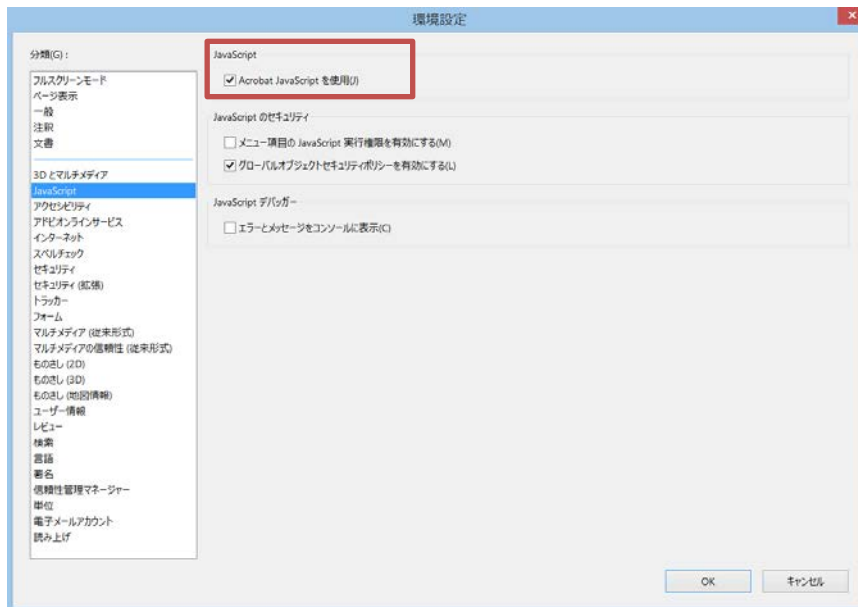 環境設定
分類(G):
フルスクリーンモード
ページ表示
一般
注釈
文書
3D とマルチメディア
JavaScript
アクセシビリティ
アドビオンラインサービス
インターネット
スペルチェック
セキュリティ
セキュリティ (拡張)
トラッカー
フォーム
マルチメディア (従来形式)
マルチメディアの信頼性 (従来形式)
ものさし (2D)
ものさし (3D)
ものさし (地図情報)
ユーザー情報
レビュー
検索
言語
署名
信頼性管理マネージャー
単位
電子メールアカウント
読み上げ
JavaScript
Acrobat JavaScript を使用(J)
JavaScript のセキュリティ
メニュー項目の JavaScript 実行権限を有効にする(M)
グローバルオブジェクトセキュリティポリシーを有効にする(L)
JavaScript デバッガー
エラーとメッセージをコンソールに表示(C)
OK
キャンセル